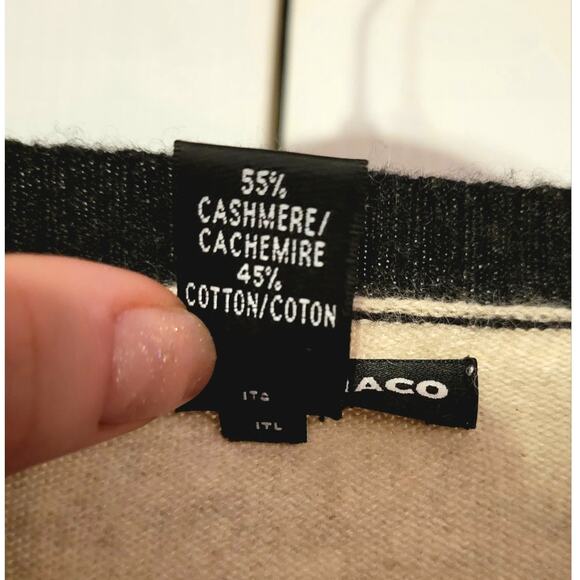 55%
CASHMERE/
CACHEMIRE
45%
COTTON/COTON
ACO